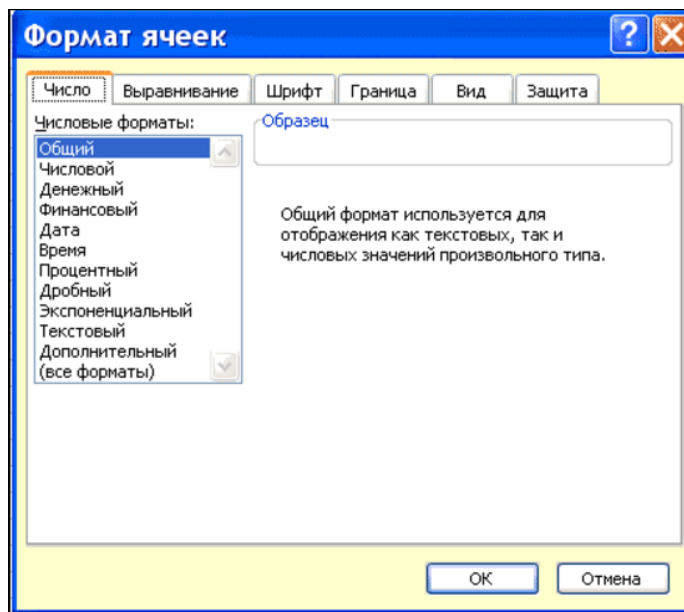 Формат ячеек
?
Число Выравнивание Шрифт Граница Вид Защита
Числовые форматы:
Общий
Числовой
Денежный
Финансовый
Дата
Время
Процентный
Дробный
Экспоненциальный
Текстовый
Дополнительный
(все форматы)
Образец
Общий формат используется для
отображения как текстовых, так и
числовых значений произвольного типа.
ОК Отмена